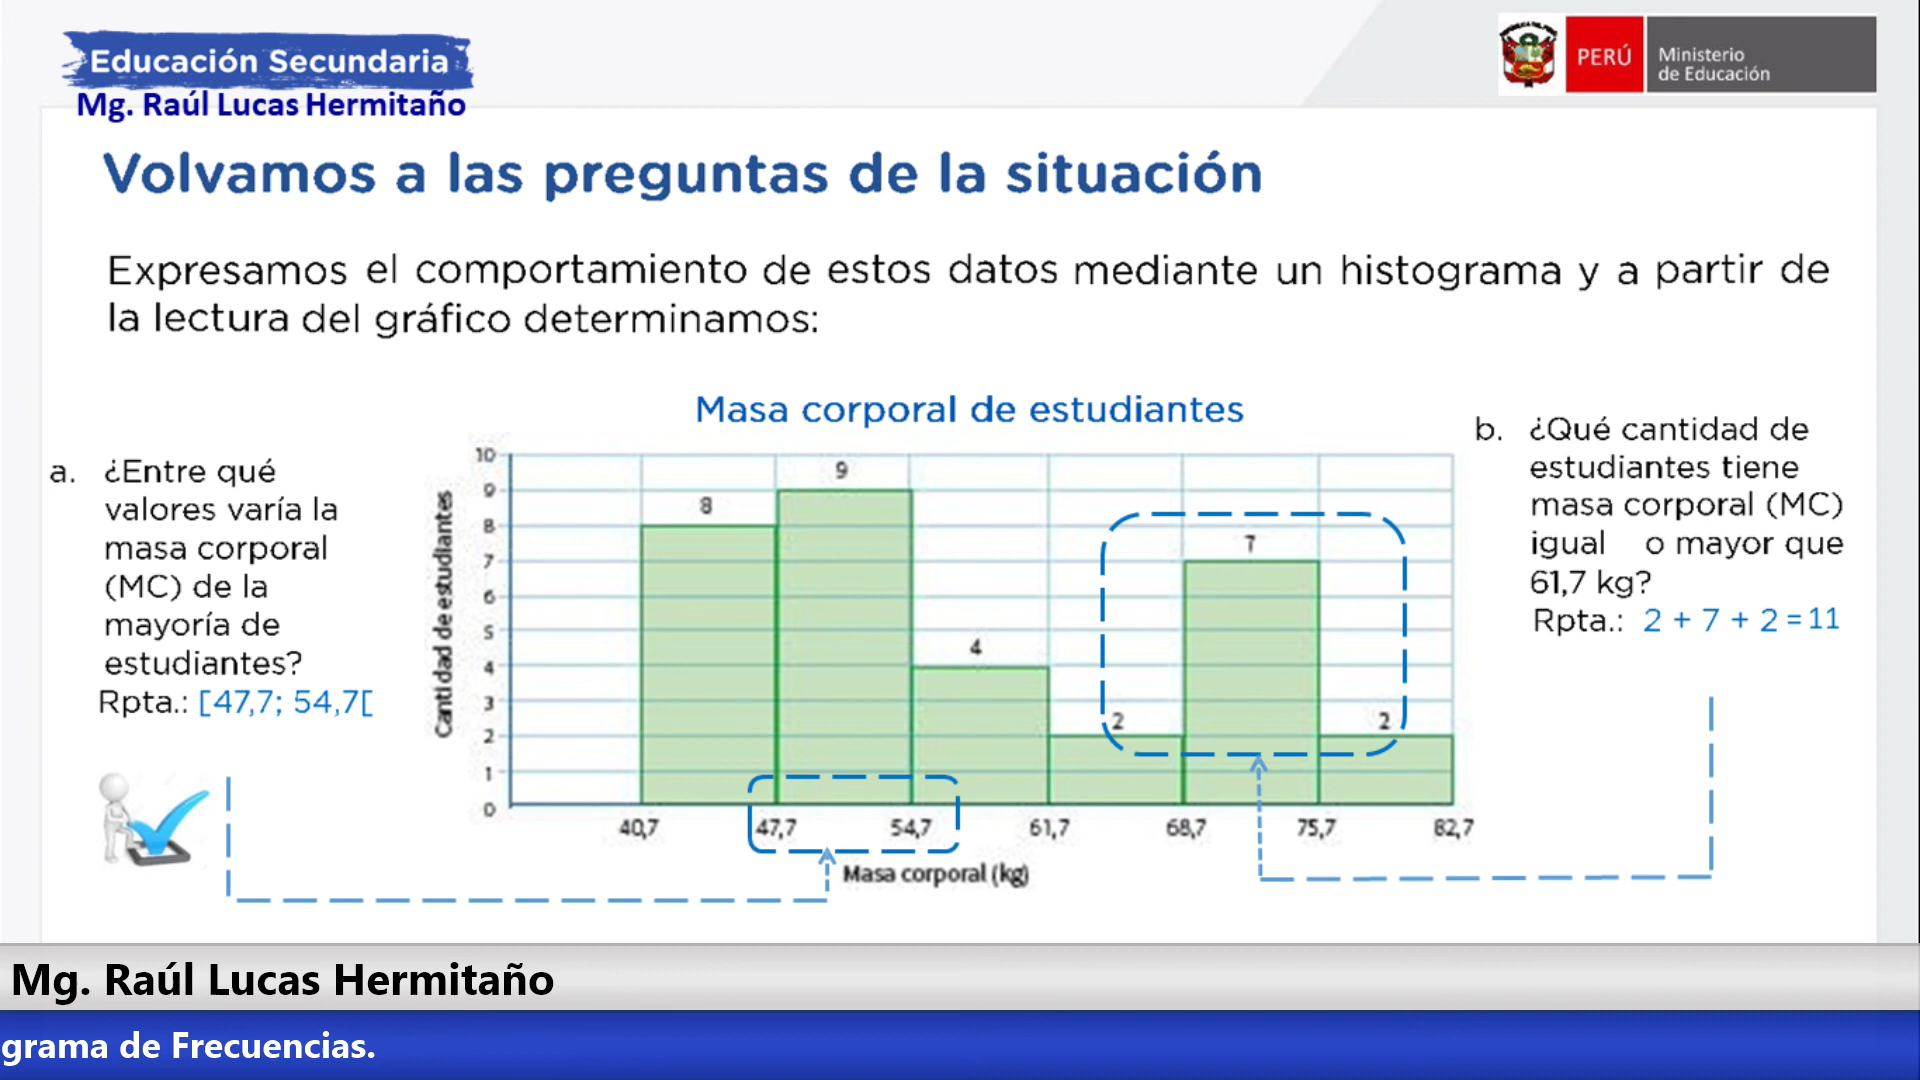 Educación Secundaria
Mg. Raúl Lucas Hermitaño
PERÚ
Ministerio
de Educación
Volvamos a las preguntas de la situación
Expresamos el comportamiento de estos datos mediante un histograma y a partir de
la lectura del gráfico determinamos:
a. ¿Entre qué
valores varía la
masa corporal
(MC) de la
mayoría de
estudiantes?
Rpta.: [47,7; 54,7[
Masa corporal de estudiantes
Cantidad de estudiantes
10
9
8
7
6
5
4
3
2
1
0
8
9
4
2
7
2
40,7
47,7
54,7
61,7
68,7
75,7
82,7
Masa corporal (kg)
b. ¿Qué cantidad de
estudiantes tiene
masa corporal (MC)
igual o mayor que
61,7 kg?
Rpta.: 2 + 7 + 2 = 11
Mg. Raúl Lucas Hermitaño
grama de Frecuencias.